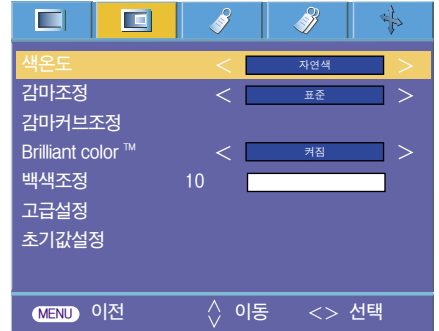 색온도 < 자연색 >
감마조정 < 표준 >
감마커브조정
Brilliant color ™ < 켜짐 >
백색조정 10
고급설정
초기값설정
MENU 이전 이동 <> 선택